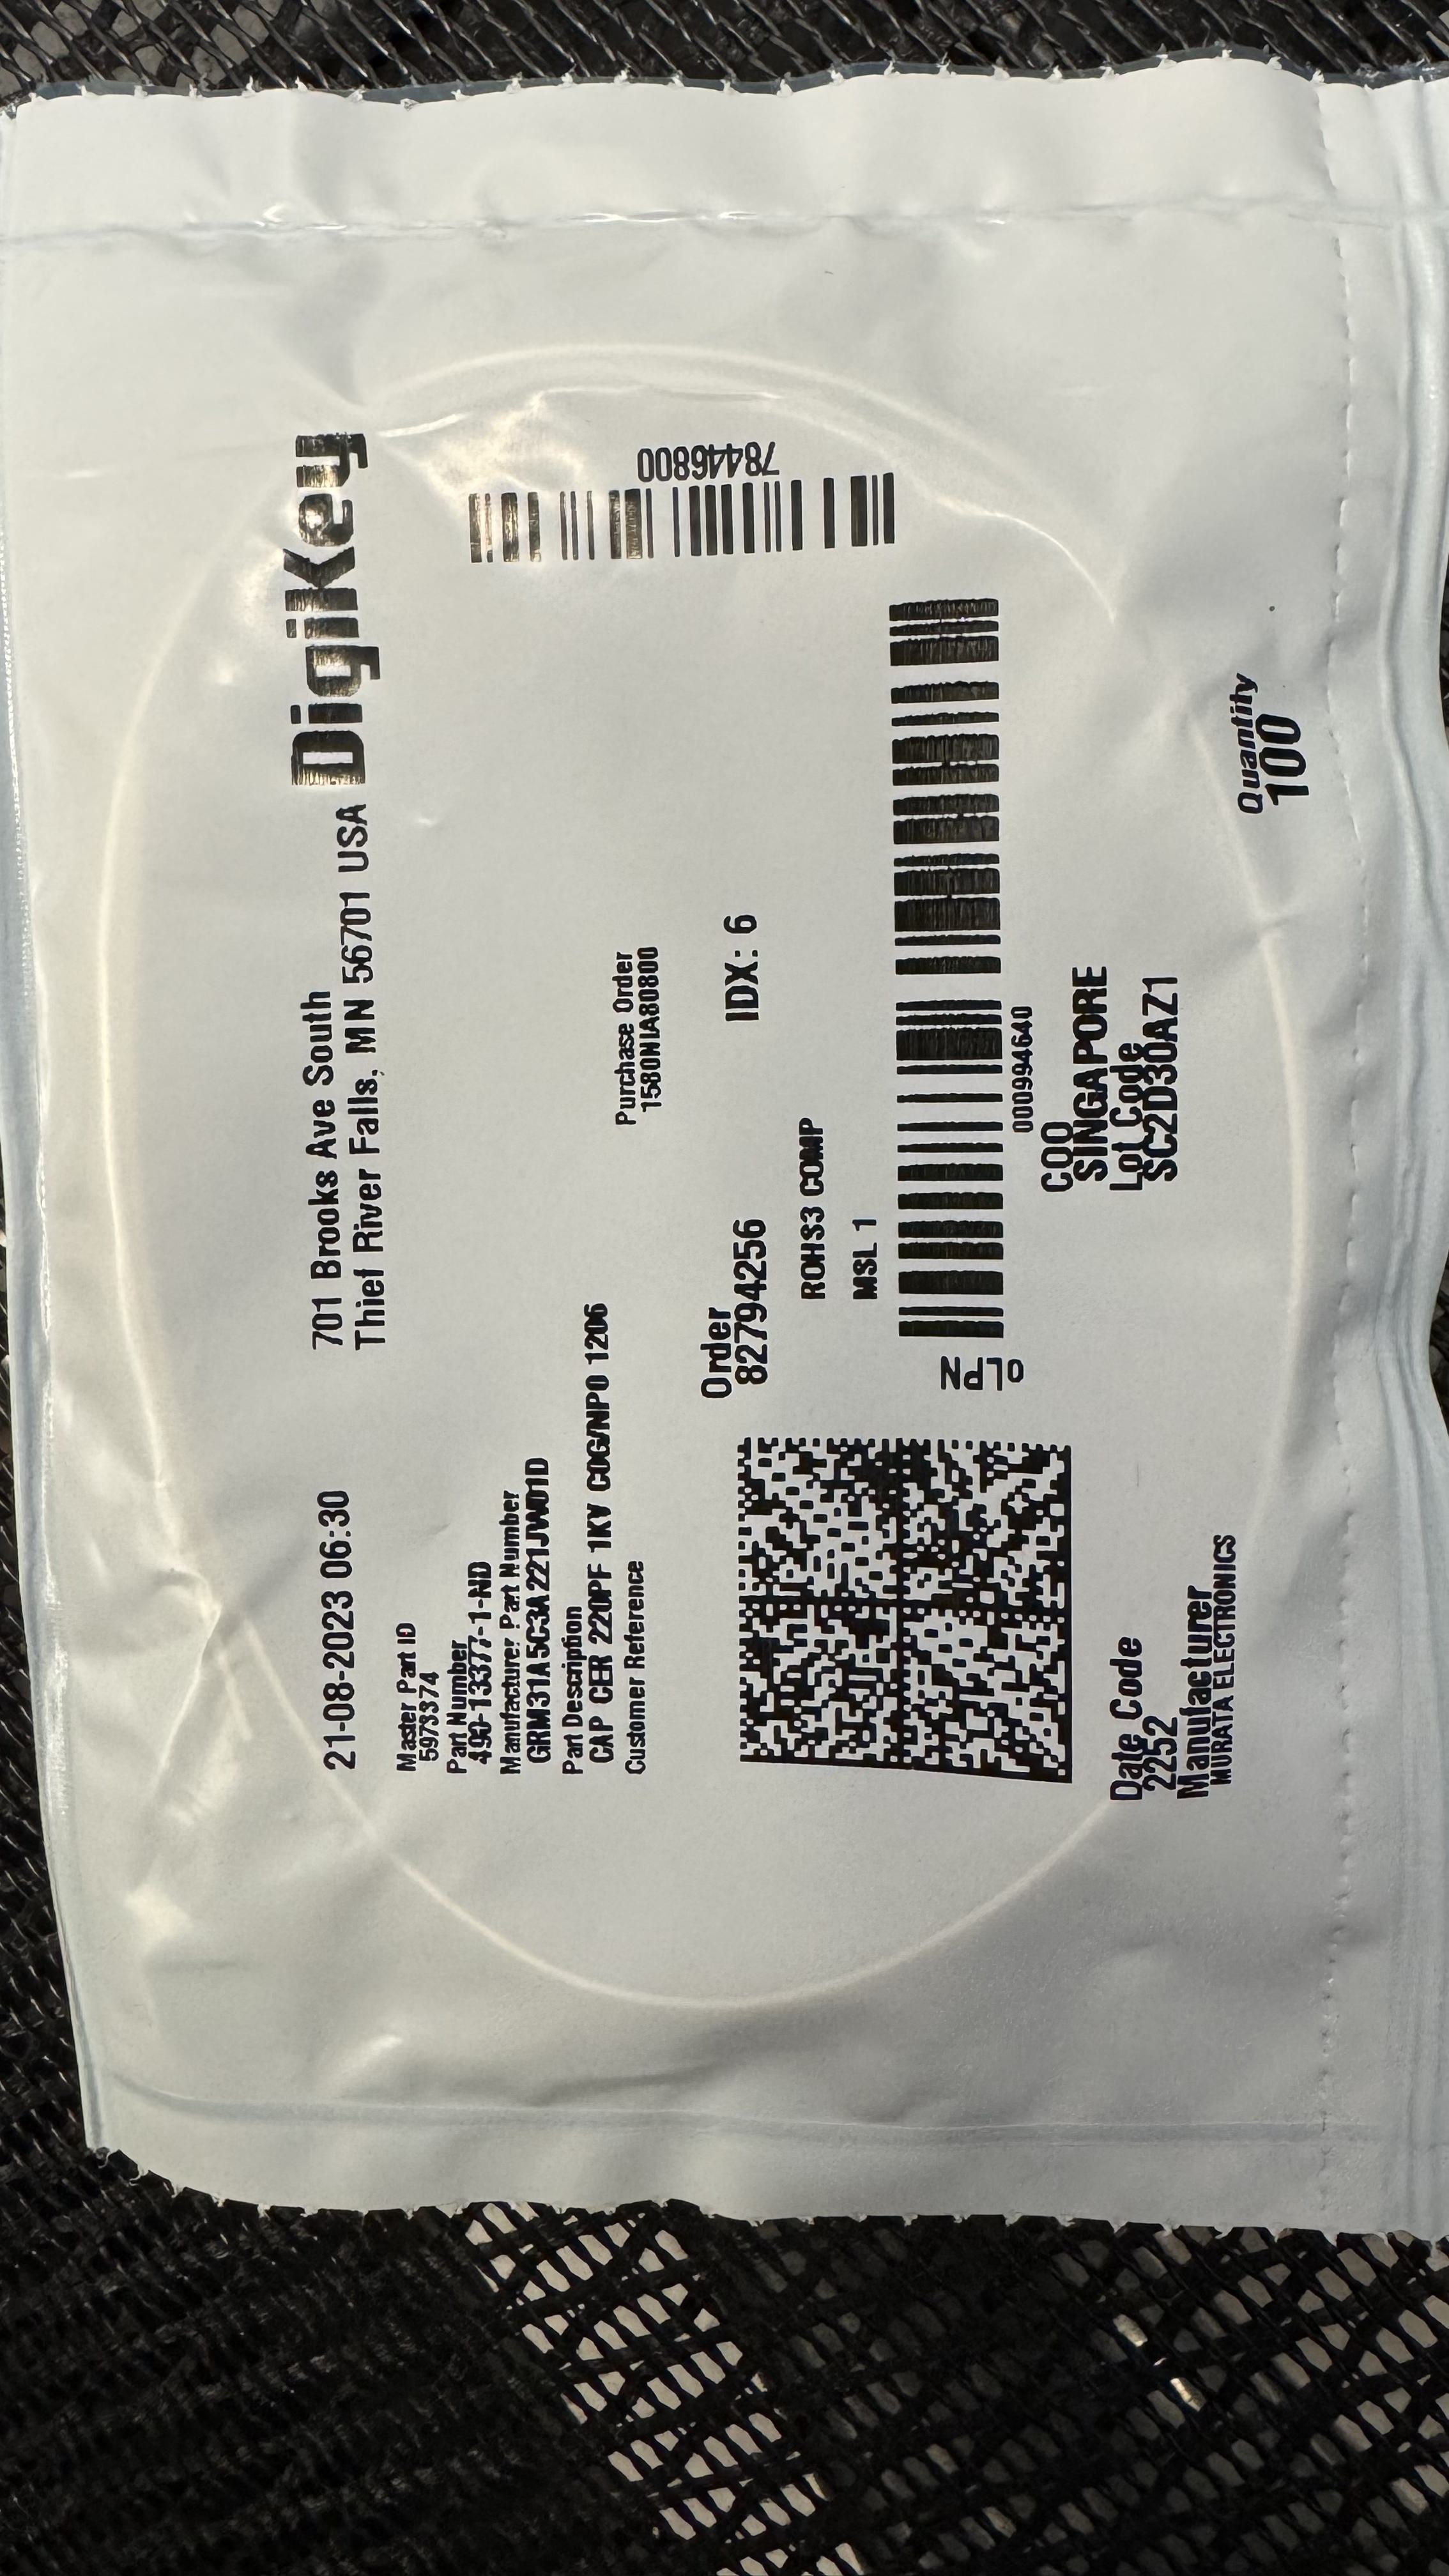 DigiKey
701 Brooks Ave South
Thief River Falls, MN 56701 USA
21-08-2023 06:30
78446800
Master Part ID
5973374
Part Number
490-13377-1-ND
Manufacturer Part Number
GRM31A5C3A221JW01D
Part Description
CAP CER 220PF 1KV C0G/NP0 1206
Customer Reference
Purchase Order
1580NIA80800
Order
82794256
IDX: 6
ROHS3 COMP
MSL 1
OLPN
000994640
COO
SINGAPORE
Lot Code
SC2D30AZ1
Date Code
2252
Manufacturer
MURATA ELECTRONICS
Quantity
100